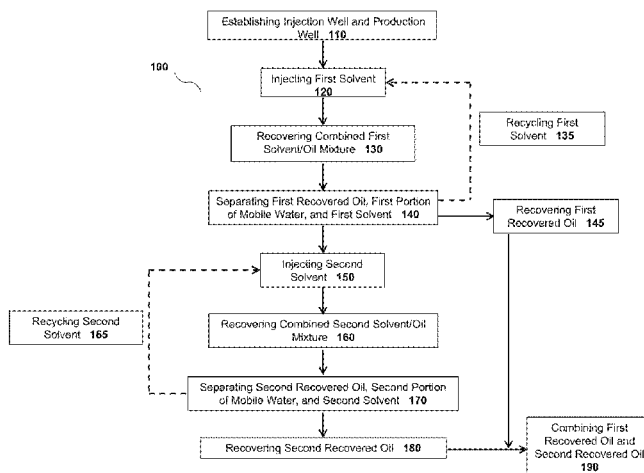 Establishing Injection Well and Production
Well 110
100
Injecting First Solvent
120
Recycling First
Solvent 135
Recovering Combined First
Solvent/Oil Mixture 130
Separating First Recovered Oil, First Portion
of Mobile Water, and First Solvent 140
Recovering First
Recovered Oil 145
Injecting Second
Solvent 150
Recycling Second
Solvent 165
Recovering Combined Second Solvent/Oil
Mixture 160
Separating Second Recovered Oil, Second Portion
of Mobile Water, and Second Solvent 170
Recovering Second Recovered Oil 180
Combining First
Recovered Oil and
Second Recovered Oil
190